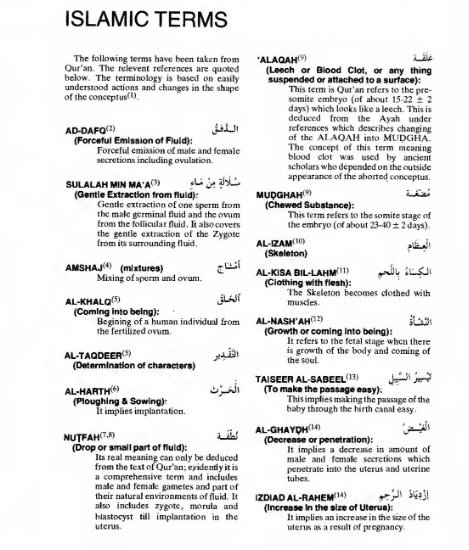 ISLAMIC TERMS
The following terms have been taken from
Qur'an. The relevent references are quoted
below. The terminology is based on easily
understood actions and changes in the shape
of the conceptus(1).
AD-DAFQ(2) الـدفـق
(Forceful Emission of Fluid):
Forceful emission of male and female
secretions including ovulation.
SULALAH MIN MA'A(3) سُـلَالَةٍ مِنْ مَـاءٍ
(Gentle Extraction from fluid):
Gentle extraction of one sperm from
the male germinal fluid and the ovum
from the follicular fluid. It also covers
the gentle extraction of the Zygote
from its surrounding fluid.
AMSHAJ(4) (mixtures) أَمْشَاج
Mixing of sperm and ovum.
AL-KHALQ(5) الخَـلق
(Coming into being):
Begining of a human individual from
the fertilized ovum.
AL-TAQDEER(5) التَّقْـدِير
(Determination of characters)
AL-HARTH(6) الْحَـرْث
(Ploughing & Sowing):
It implies implantation.
NUTFAH(7,8) نُطْفَـة
(Drop or small part of fluid):
Its real meaning can only be deduced
from the text of Qur'an; evidently it is
a comprehensive term and includes
male and female gametes and part of
their natural environments of fluid. It
also includes zygote, morula and
blastocyst till implantation in the
uterus.
'ALAQAH(9) عَلَقَـة
(Leech or Blood Clot, or any thing
suspended or attached to a surface):
This term is Qur'an refers to the pre-
somite embryo (of about 15-22 ± 2
days) which looks like a leech. This is
deduced from the Ayah under
references which describes changing
of the ALAQAH into MUDGHA.
The concept of this term meaning
blood clot was used by ancient
scholars who depended on the outside
appearance of the aborted conceptus.
MUDGHAH(9) مُضْغَـة
(Chewed Substance):
This term refers to the somite stage of
the embryo (of about 23-40 ± 2 days).
AL-IZAM(10) العِظَام
(Skeleton)
AL-KISA BIL-LAHM(11) الكِسَاءُ بِاللَّحم
(Clothing with flesh):
The Skeleton becomes clothed with
muscles.
AL-NASH'AH(12) النَّشْأَة
(Growth or coming into being):
It refers to the fetal stage when there
is growth of the body and coming of
the soul.
TAISEER AL-SABEEL(13) تَيْسِيرُ السَّبِيل
(To make the passage easy):
This implies making the passage of the
baby through the birth canal easy.
AL-GHAYDH(14) الْغَيْـض
(Decrease or penetration):
It implies a decrease in amount of
male and female secretions which
penetrate into the uterus and uterine
tubes.
IZDIAD AL-RAHEM(14) إزْدِيَادُ الرَّحِم
(Increase in the size of Uterus):
It implies an increase in the size of the
uterus as a result of pregnancy.